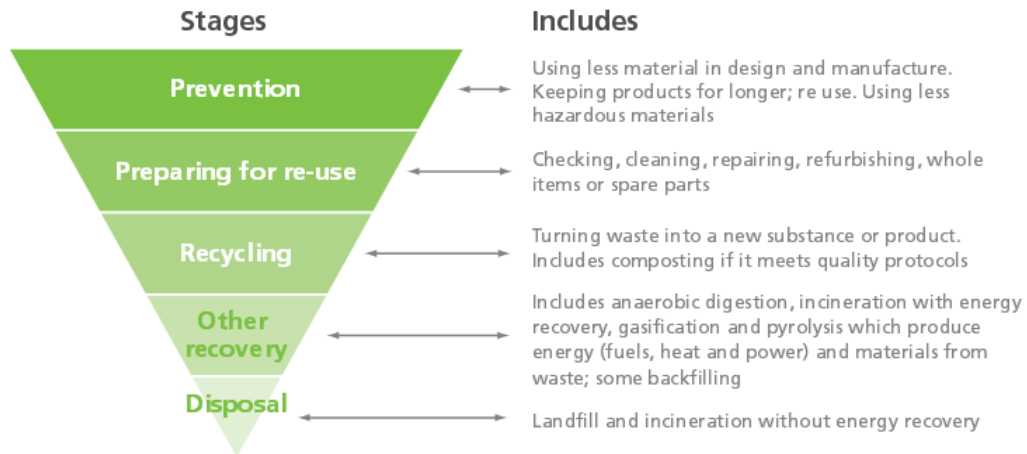 Stages
Includes
Prevention
Using less material in design and manufacture.
Keeping products for longer; re use. Using less
hazardous materials
Preparing for re-use
Checking, cleaning, repairing, refurbishing, whole
items or spare parts
Recycling
Turning waste into a new substance or product.
Includes composting if it meets quality protocols
Other
recovery
Includes anaerobic digestion, incineration with energy
recovery, gasification and pyrolysis which produce
energy (fuels, heat and power) and materials from
waste; some backfilling
Disposal
Landfill and incineration without energy recovery